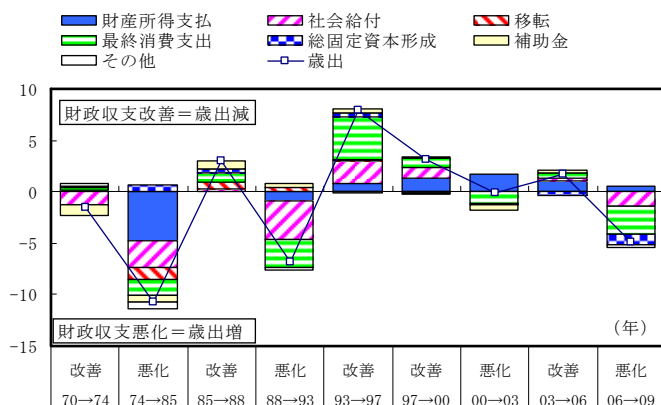 財産所得支払 社会給付 移転
最終消費支出 総固定資本形成 補助金
その他 歳出
10
財政収支改善＝歳出減
5
0
−5
−10
財政収支悪化＝歳出増 (年)
−15
改善 悪化 改善 悪化 改善 改善 悪化 改善 悪化
70→74 74→85 85→88 88→93 93→97 97→00 00→03 03→06 06→09